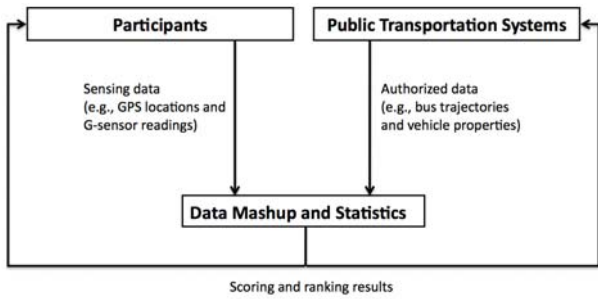 Participants
Public Transportation Systems
Sensing data
(e.g., GPS locations and
G-sensor readings)
Authorized data
(e.g., bus trajectories
and vehicle properties)
Data Mashup and Statistics
Scoring and ranking results